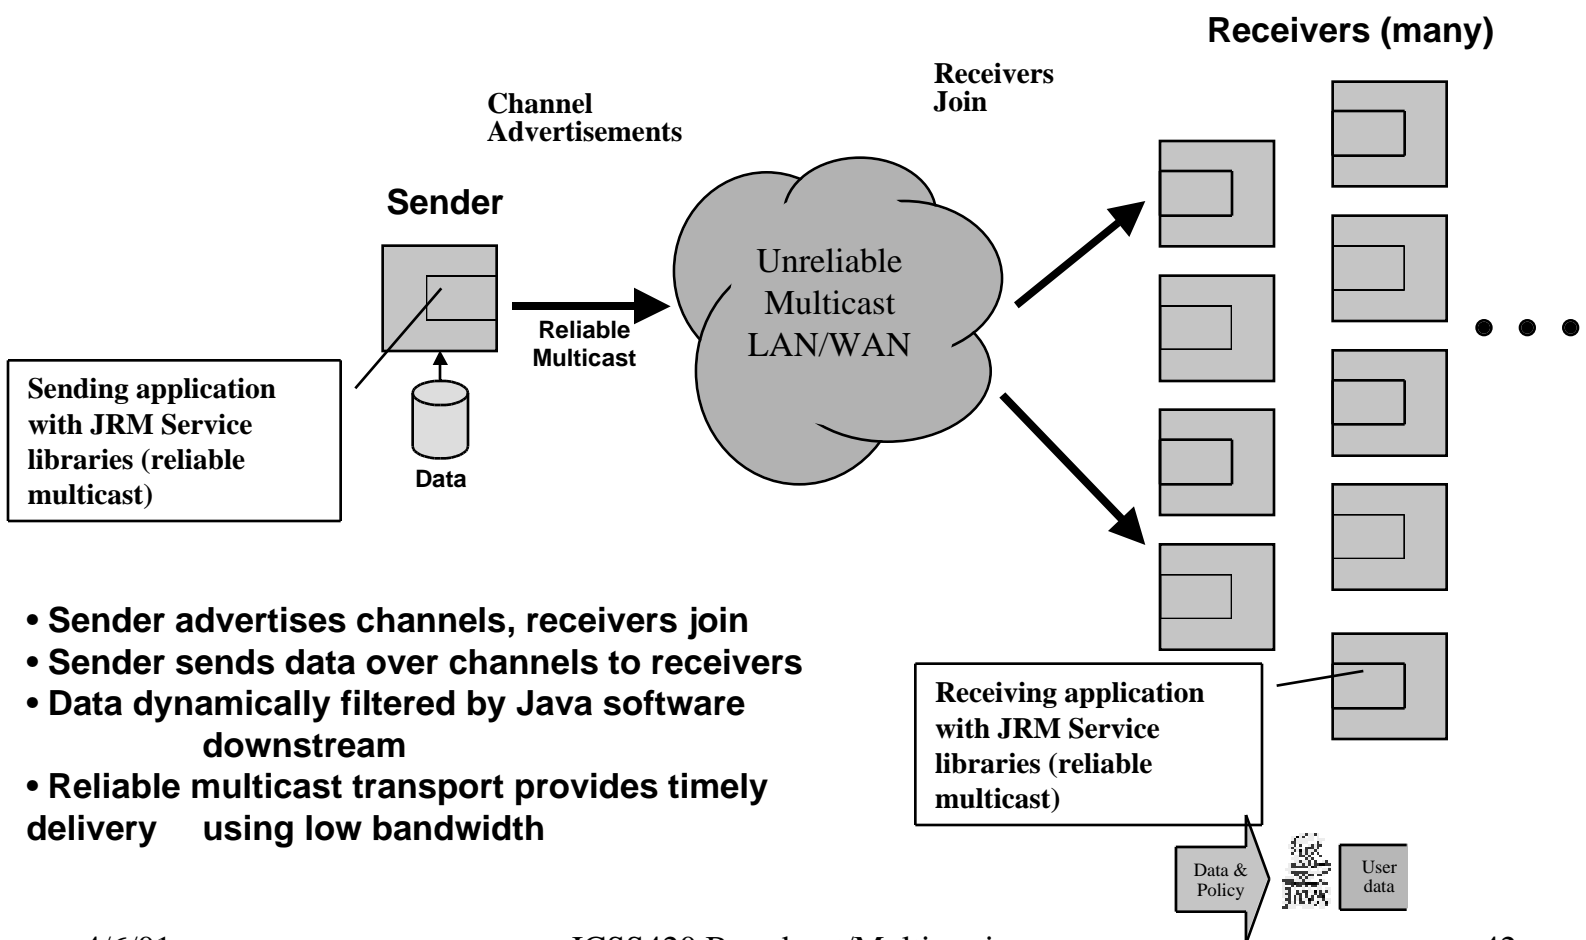 Receivers (many)
Receivers
Join
Channel
Advertisements
Sender
Unreliable
Multicast
LAN/WAN
Reliable
Multicast
Sending application
with JRM Service
libraries (reliable
multicast)
Data
• Sender advertises channels, receivers join
• Sender sends data over channels to receivers
• Data dynamically filtered by Java software
downstream
• Reliable multicast transport provides timely
delivery using low bandwidth
Receiving application
with JRM Service
libraries (reliable
multicast)
Data &
Policy
JAVA
User
data